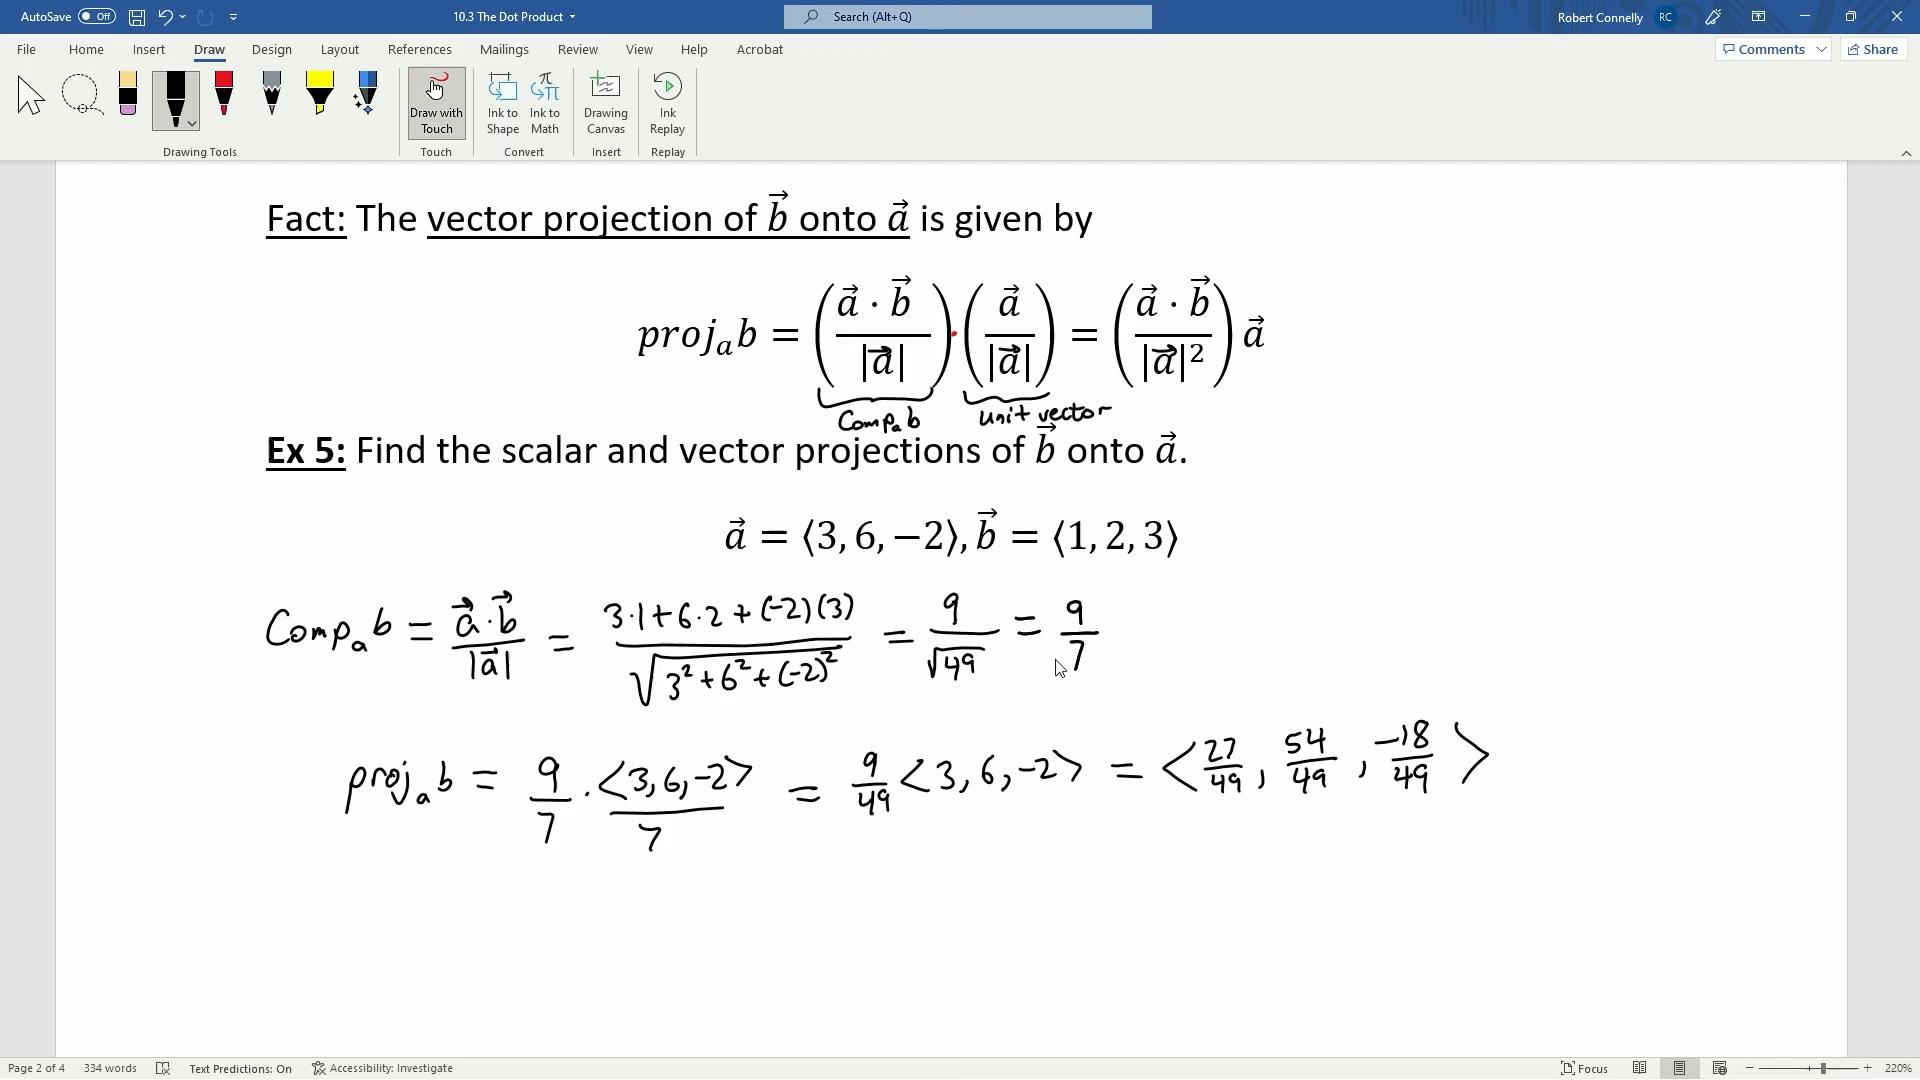 AutoSave Off 10.3 The Dot Product Search (Alt+Q) Robert Connelly RC
File Home Insert Draw Design Layout References Mailings Review View Help Acrobat Comments Share
Draw with Touch Ink to Shape Ink to Math Drawing Canvas Ink Replay
Drawing Tools Touch Convert Insert Replay
Fact: The vector projection of b⃗ onto a⃗ is given by
proj_a b = (a⃗ · b⃗ / |a⃗|) · (a⃗ / |a⃗|) = (a⃗ · b⃗ / |a⃗|²) a⃗
Comp_a b unit vector
Ex 5: Find the scalar and vector projections of b⃗ onto a⃗.
a⃗ = ⟨3, 6, −2⟩, b⃗ = ⟨1, 2, 3⟩
Comp_a b = a⃗·b⃗ / |a⃗| = 3·1+6·2+(-2)(3) / √(3²+6²+(-2)²) = 9/√49 = 9/7
proj_a b = 9/7 · <3,6,-2>/7 = 9/49 <3,6,-2> = <27/49, 54/49, -18/49>
Page 2 of 4 334 words Text Predictions: On Accessibility: Investigate Focus 220%